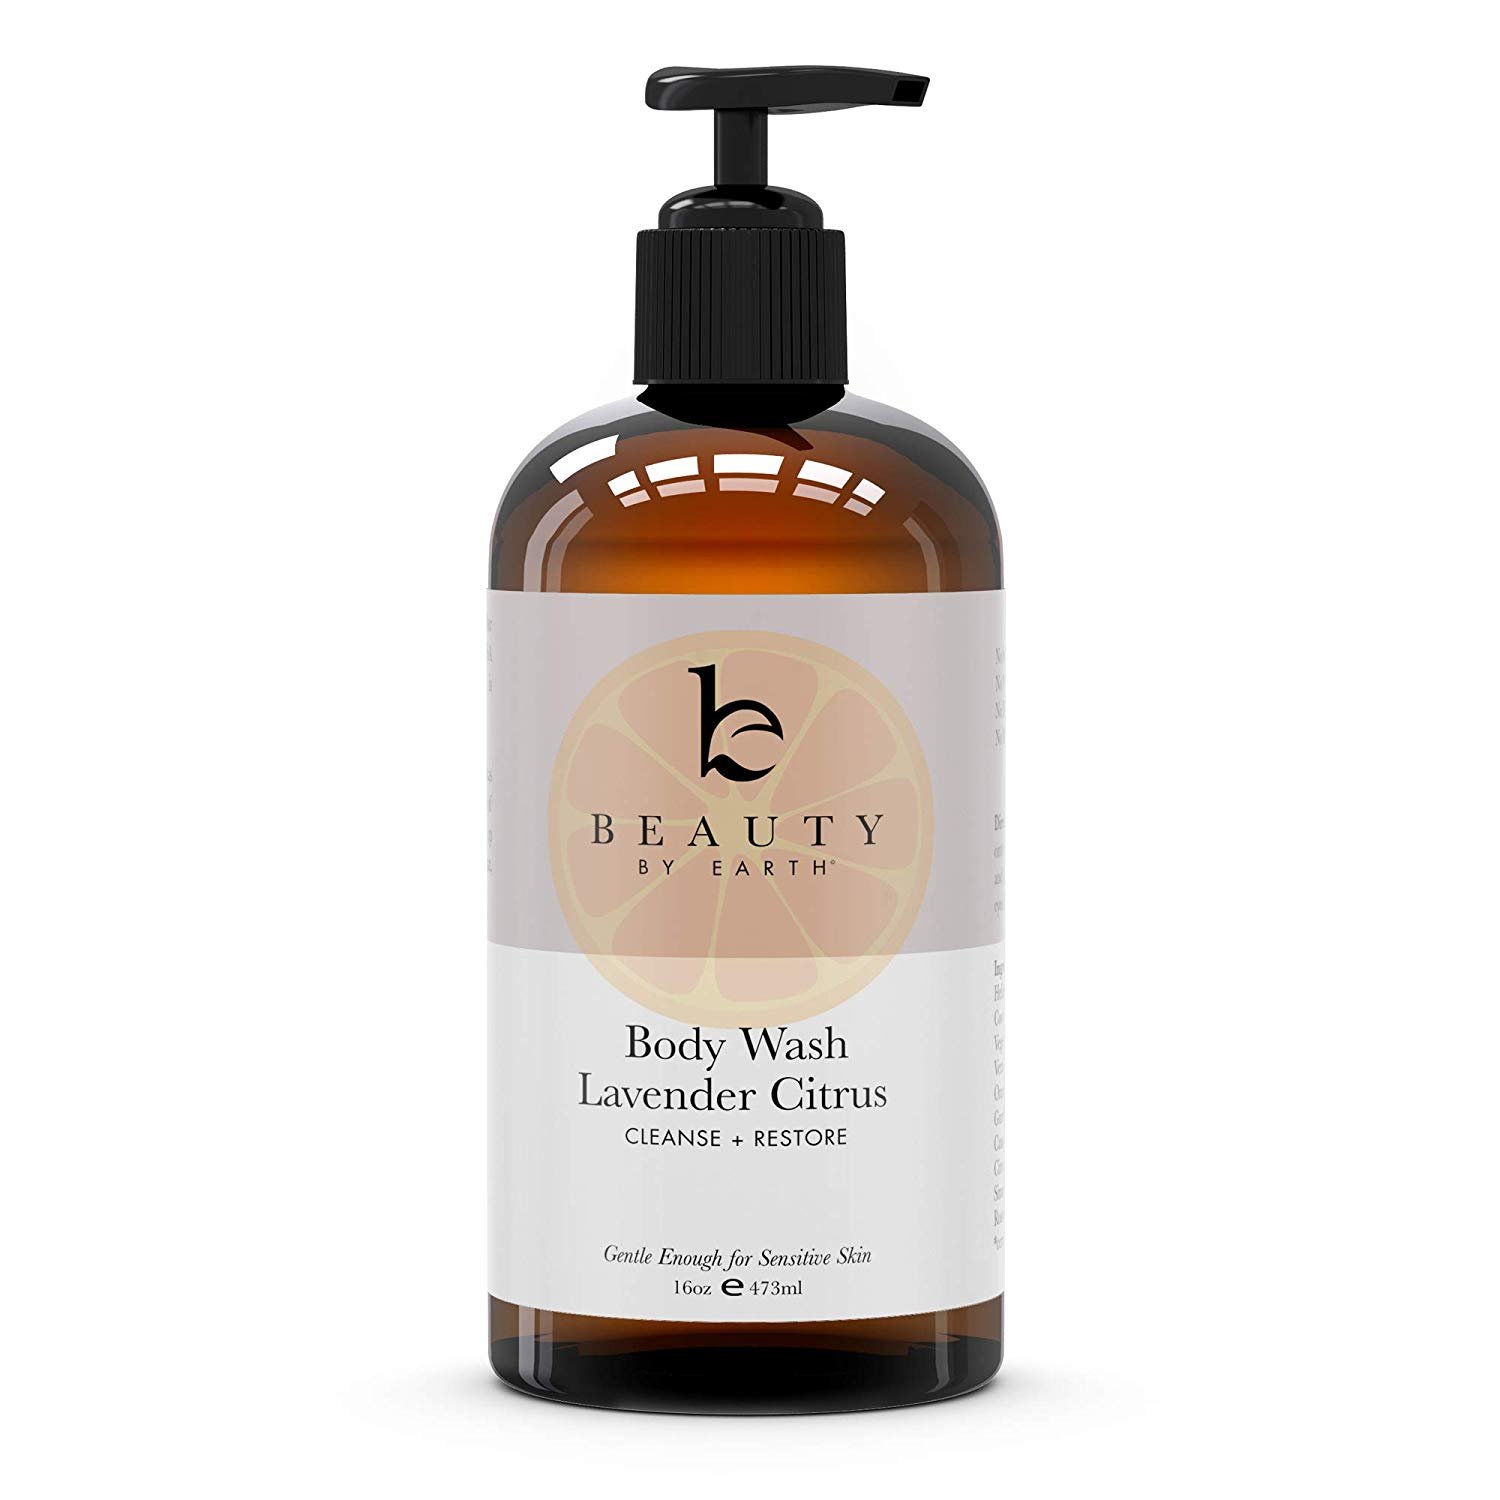 b
BEAUTY
BY EARTH©
Body Wash
Lavender Citrus
CLEANSE + RESTORE
Gentle Enough for Sensitive Skin
16oz ℮ 473ml